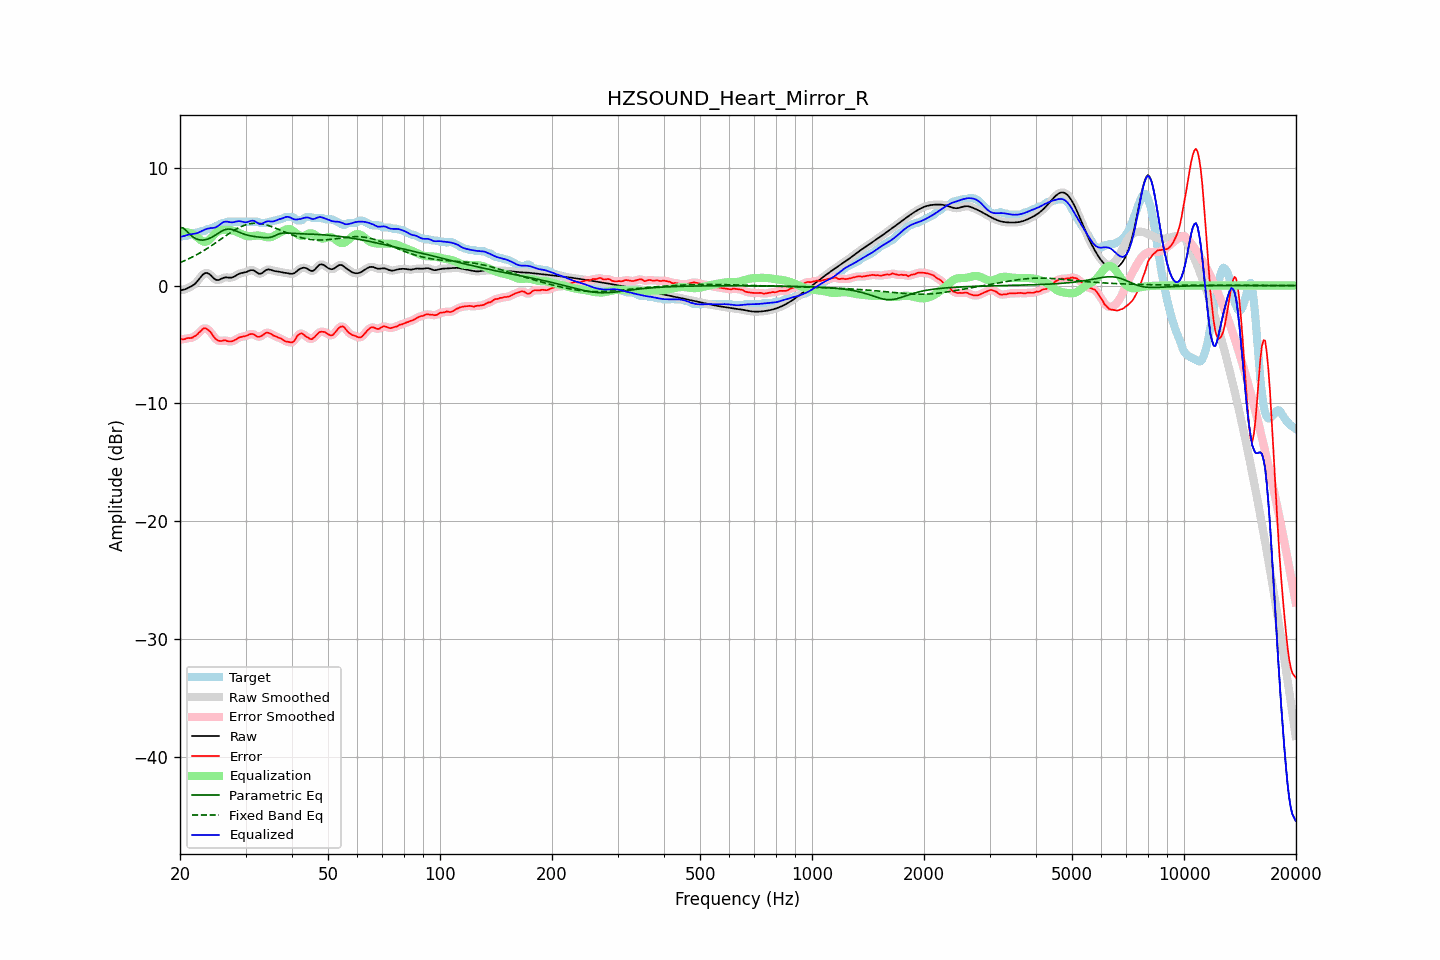 HZSOUND_Heart_Mirror_R
Amplitude (dBr)
10
0
−10
−20
−30
−40
Target
Raw Smoothed
Error Smoothed
Raw
Error
Equalization
Parametric Eq
Fixed Band Eq
Equalized
20 50 100 200 500 1000 2000 5000 10000 20000
Frequency (Hz)